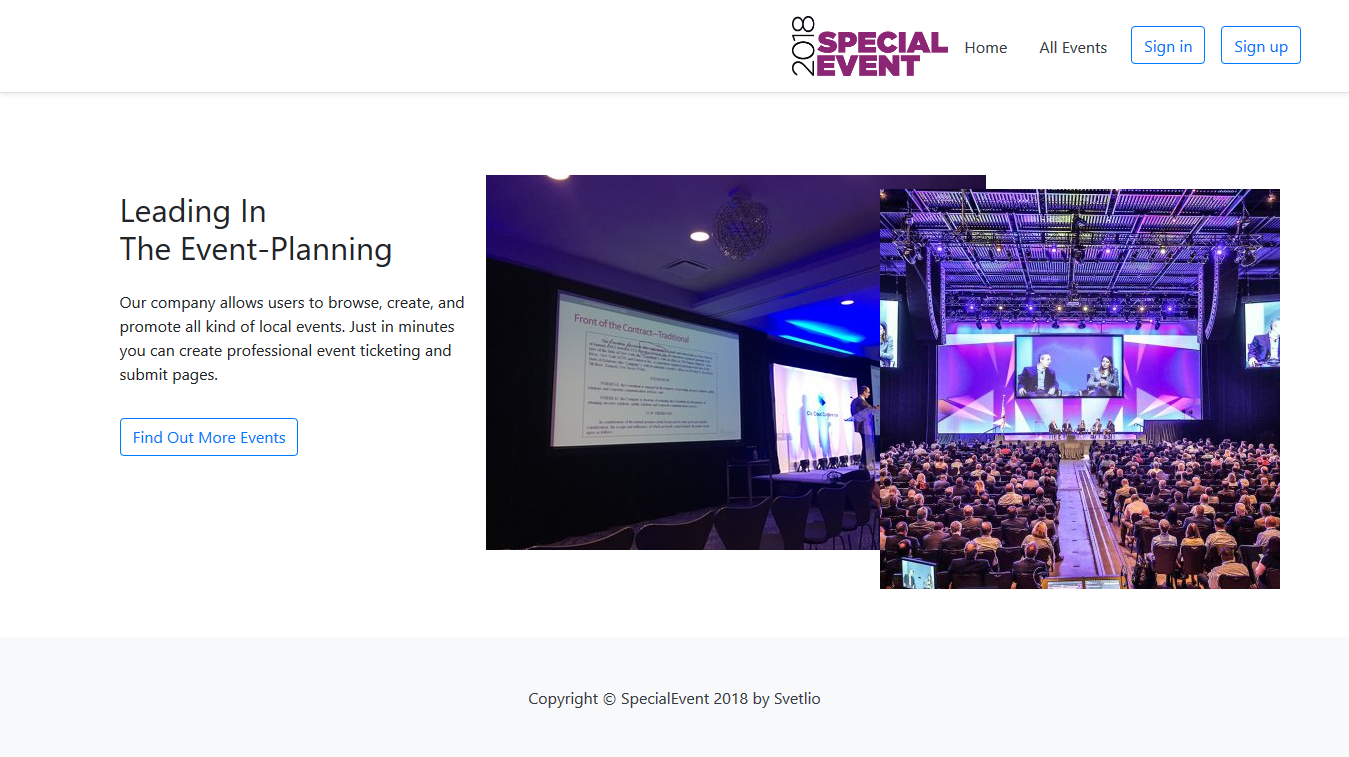 2018
SPECIAL
EVENT
Home
All Events
Sign in
Sign up
Leading In
The Event-Planning
Our company allows users to browse, create, and
promote all kind of local events. Just in minutes
you can create professional event ticketing and
submit pages.
Find Out More Events
Front of the Contract—Traditional
Copyright © SpecialEvent 2018 by Svetlio